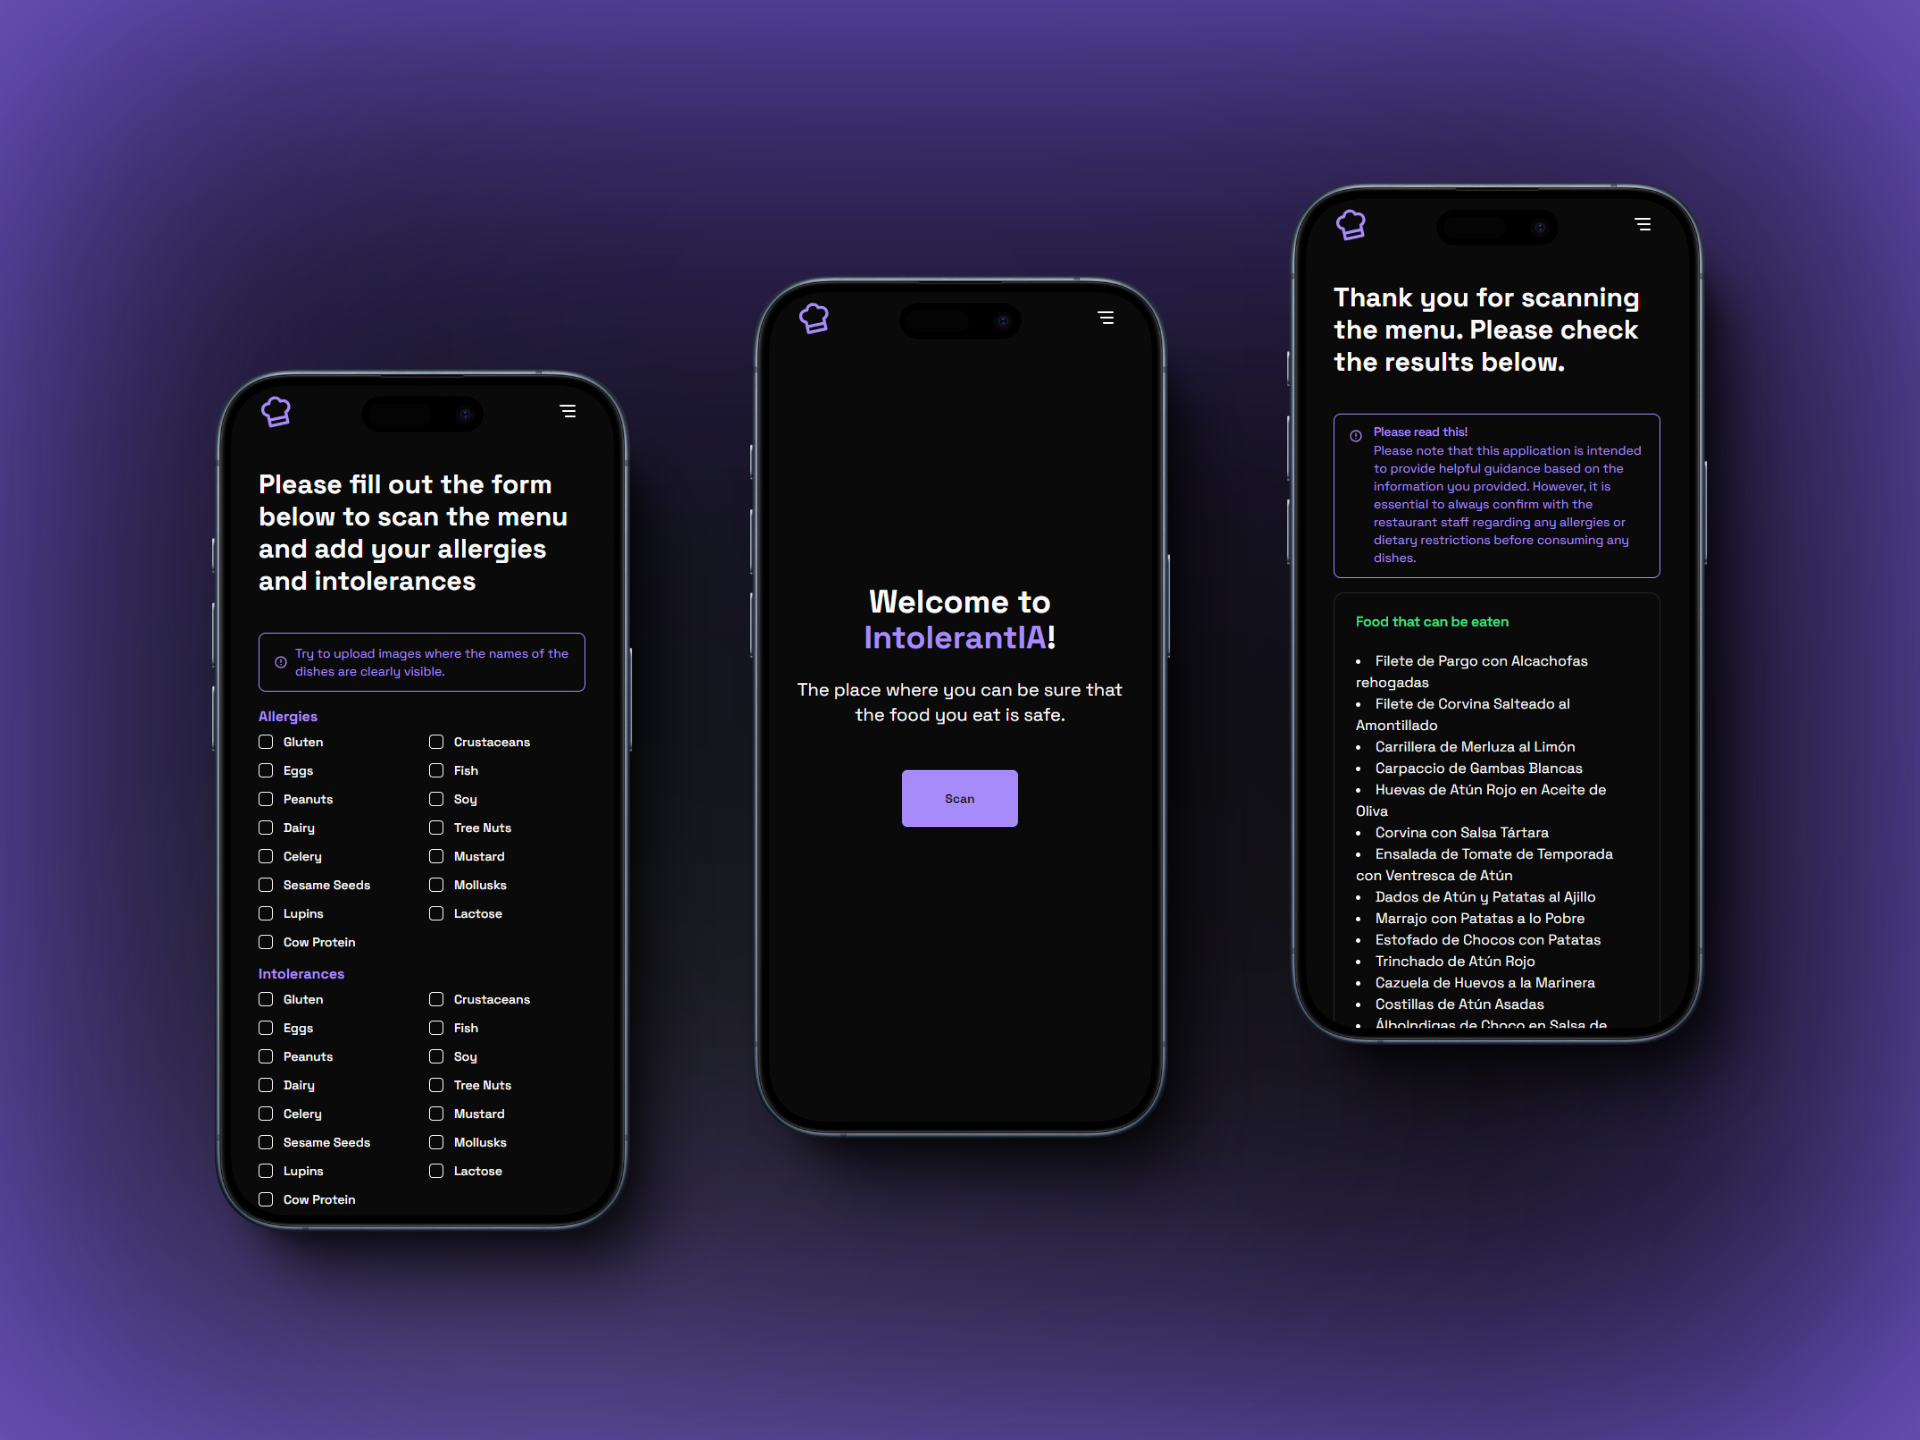 Please fill out the form
below to scan the menu
and add your allergies
and intolerances
Try to upload images where the names of the
dishes are clearly visible.
Allergies
Gluten
Crustaceans
Eggs
Fish
Peanuts
Soy
Dairy
Tree Nuts
Celery
Mustard
Sesame Seeds
Mollusks
Lupins
Lactose
Cow Protein
Intolerances
Gluten
Crustaceans
Eggs
Fish
Peanuts
Soy
Dairy
Tree Nuts
Celery
Mustard
Sesame Seeds
Mollusks
Lupins
Lactose
Cow Protein
Welcome to
IntolerantIA!
The place where you can be sure that
the food you eat is safe.
Scan
Thank you for scanning
the menu. Please check
the results below.
Please read this!
Please note that this application is intended
to provide helpful guidance based on the
information you provided. However, it is
essential to always confirm with the
restaurant staff regarding any allergies or
dietary restrictions before consuming any
dishes.
Food that can be eaten
• Filete de Pargo con Alcachofas
rehogadas
• Filete de Corvina Salteado al
Amontillado
• Carrillera de Merluza al Limón
• Carpaccio de Gambas Blancas
• Huevas de Atún Rojo en Aceite de
Oliva
• Corvina con Salsa Tártara
• Ensalada de Tomate de Temporada
con Ventresca de Atún
• Dados de Atún y Patatas al Ajillo
• Marrajo con Patatas a lo Pobre
• Estofado de Chocos con Patatas
• Trinchado de Atún Rojo
• Cazuela de Huevos a la Marinera
• Costillas de Atún Asadas
• Álbolndigas de Choco en Salsa de